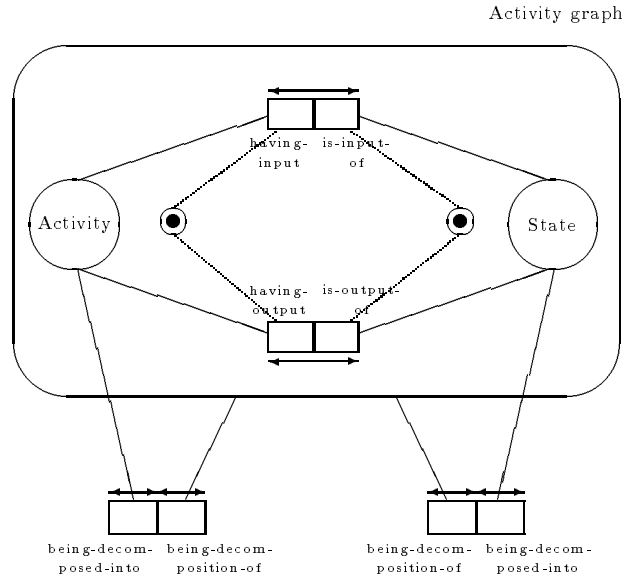 Activity graph
having- is-input-
input of
Activity
State
having- is-output-
output of
being-decom- being-decom- being-decom- being-decom-
posed-into position-of position-of posed-into